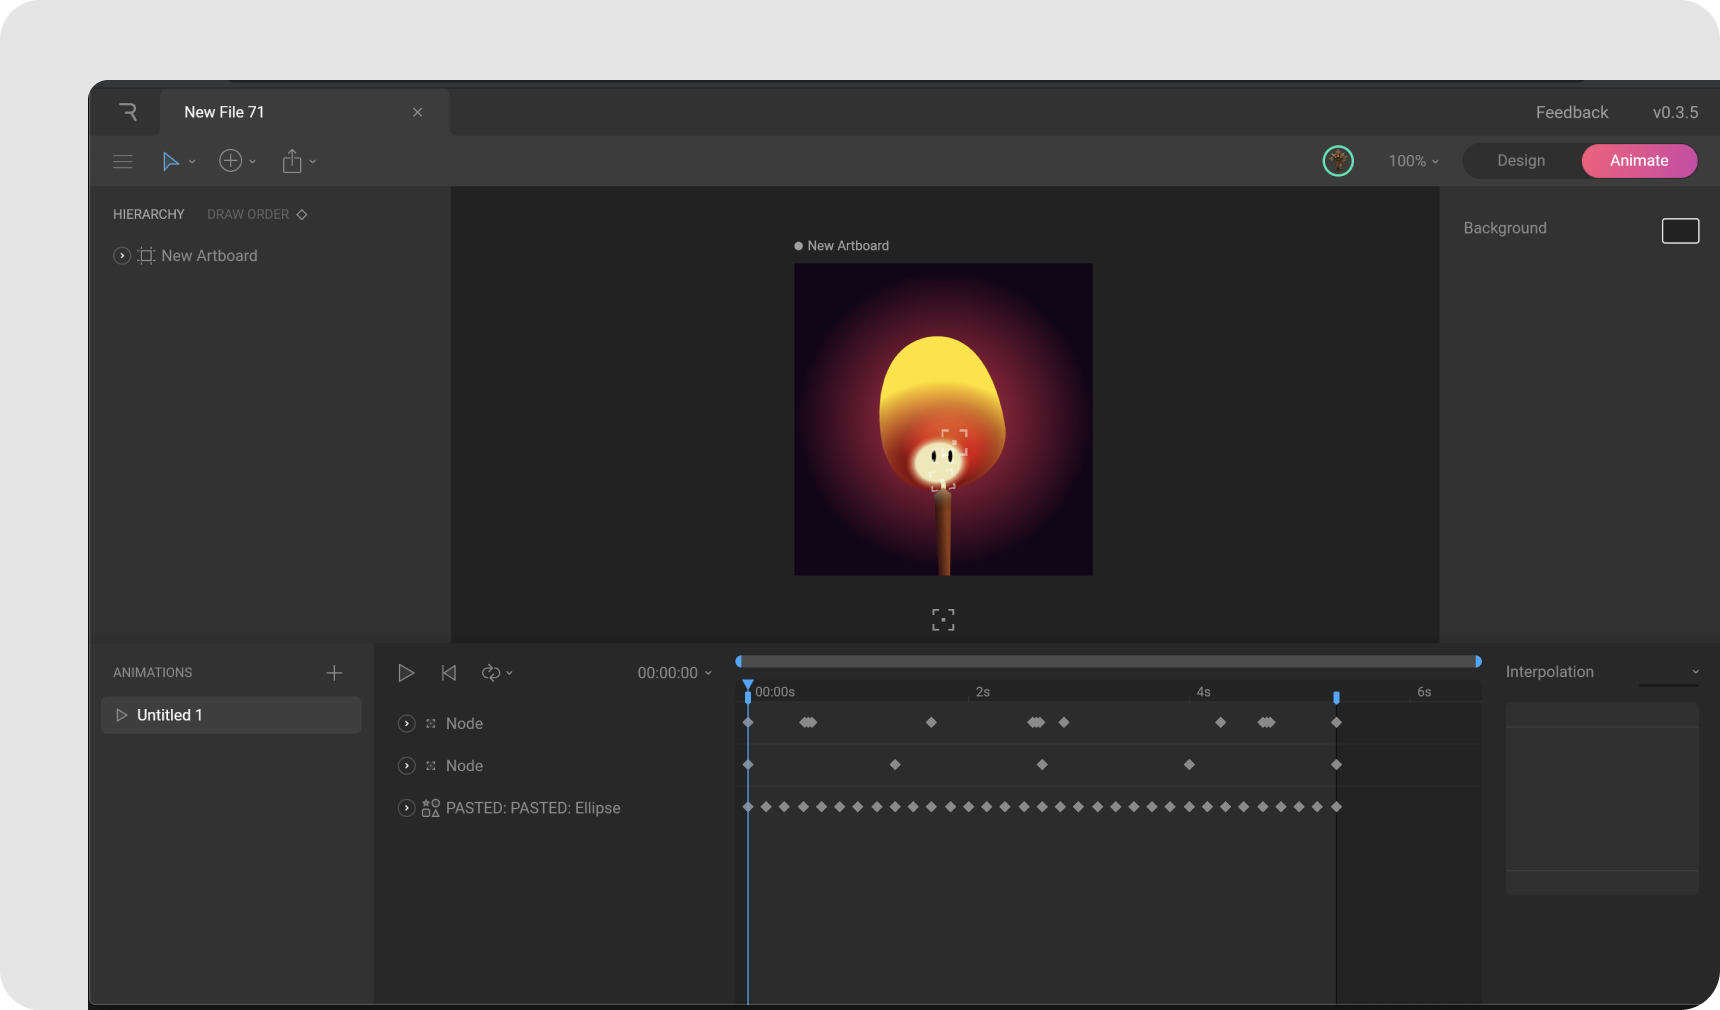 New File 71
Feedback
v0.3.5
100%
Design
Animate
HIERARCHY
DRAW ORDER
New Artboard
New Artboard
Background
ANIMATIONS
Untitled 1
00:00:00
00:00s
2s
4s
6s
Interpolation
Node
Node
PASTED: PASTED: Ellipse